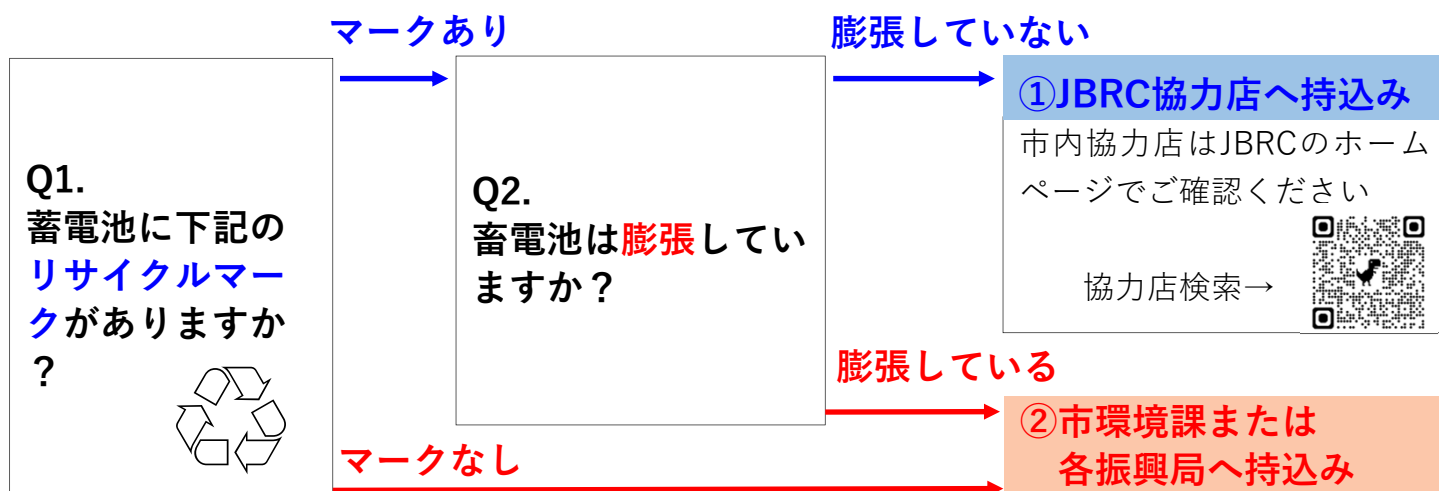 マークあり
膨張していない
Q1.
蓄電池に下記の
リサイクルマー
クがありますか
？
Q2.
畜電池は膨張してい
ますか？
①JBRC協力店へ持込み
市内協力店はJBRCのホーム
ページでご確認ください
協力店検索→
膨張している
②市環境課または
各振興局へ持込み
マークなし